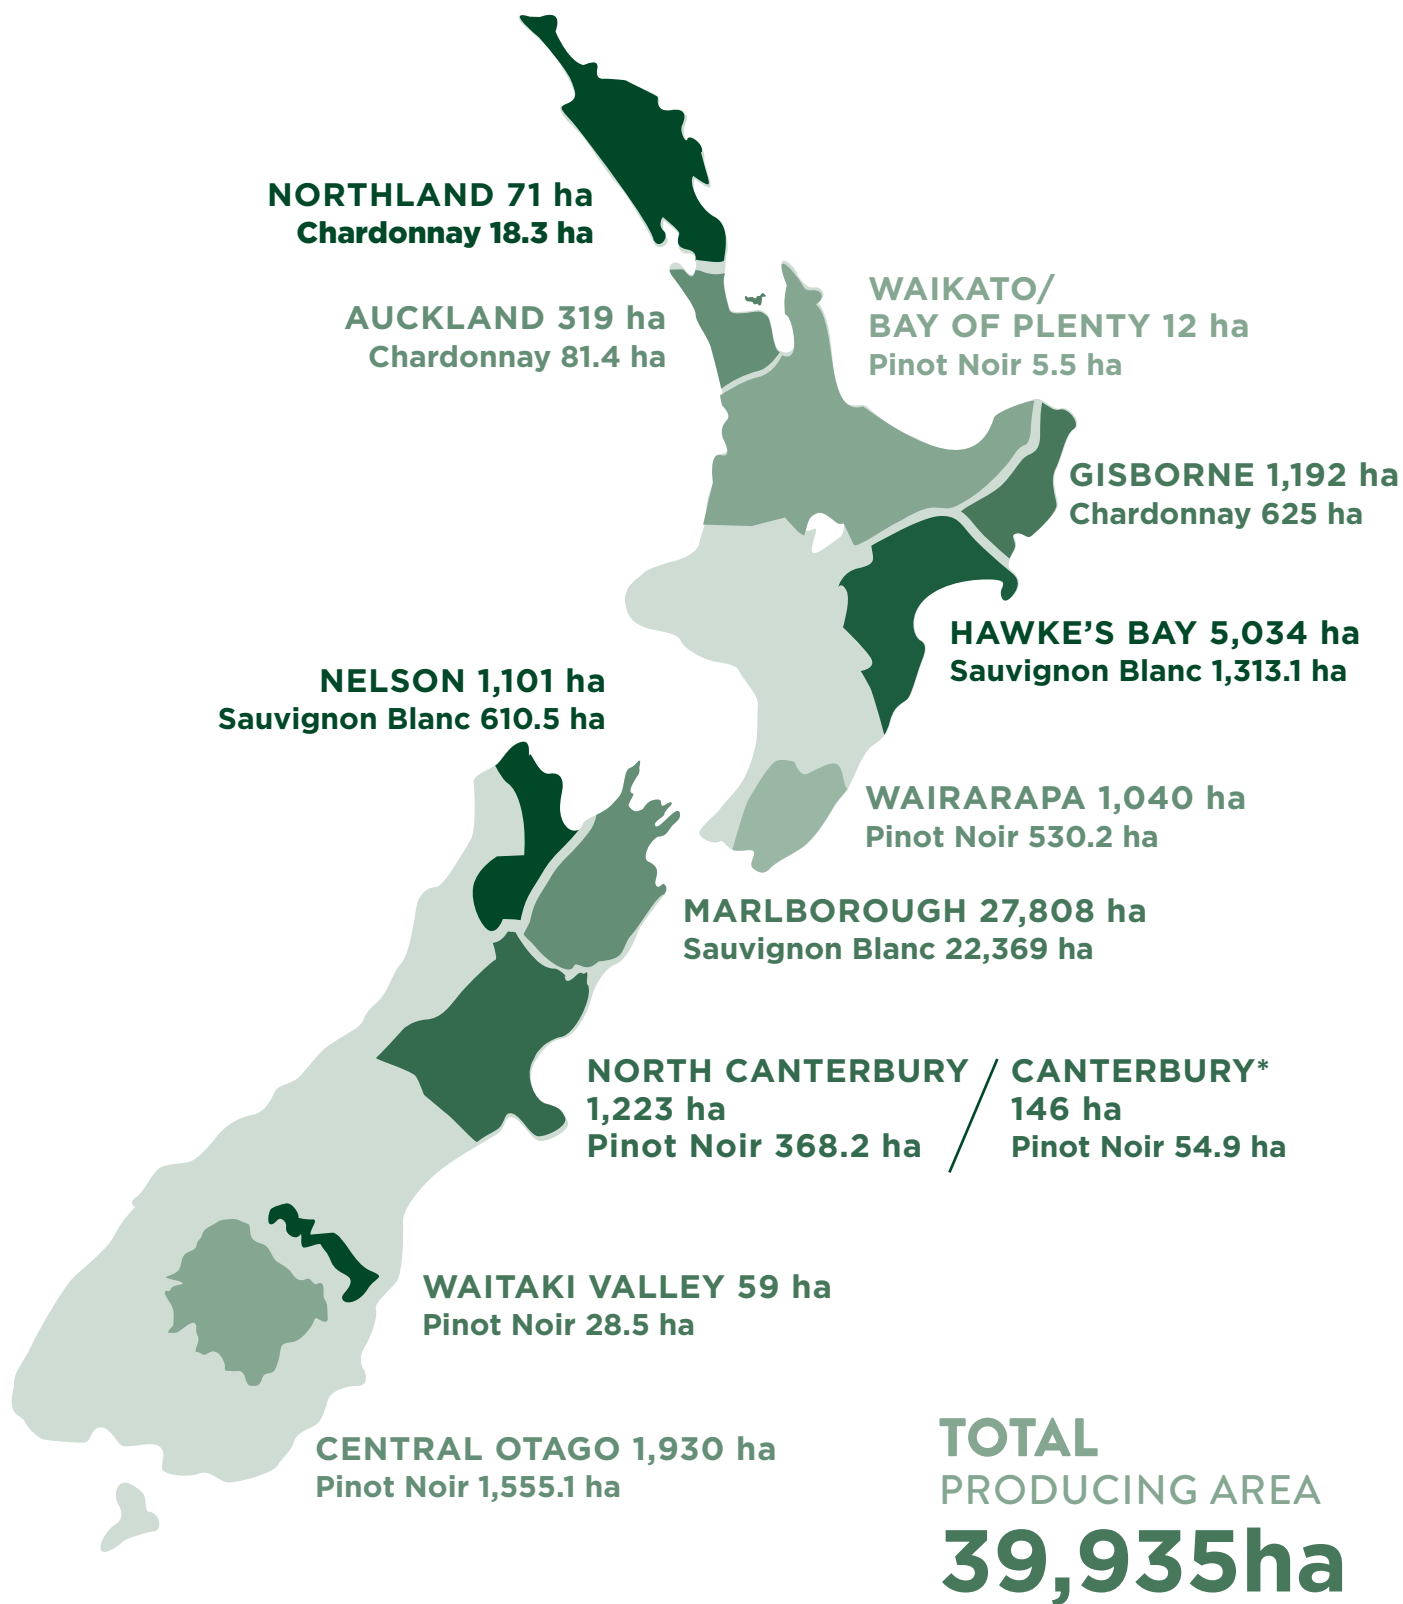 NORTHLAND 71 ha
Chardonnay 18.3 ha
AUCKLAND 319 ha
Chardonnay 81.4 ha
WAIKATO/
BAY OF PLENTY 12 ha
Pinot Noir 5.5 ha
GISBORNE 1,192 ha
Chardonnay 625 ha
HAWKE’S BAY 5,034 ha
Sauvignon Blanc 1,313.1 ha
NELSON 1,101 ha
Sauvignon Blanc 610.5 ha
WAIRARAPA 1,040 ha
Pinot Noir 530.2 ha
MARLBOROUGH 27,808 ha
Sauvignon Blanc 22,369 ha
NORTH CANTERBURY
1,223 ha
Pinot Noir 368.2 ha
CANTERBURY*
146 ha
Pinot Noir 54.9 ha
WAITAKI VALLEY 59 ha
Pinot Noir 28.5 ha
CENTRAL OTAGO 1,930 ha
Pinot Noir 1,555.1 ha
TOTAL
PRODUCING AREA
39,935ha